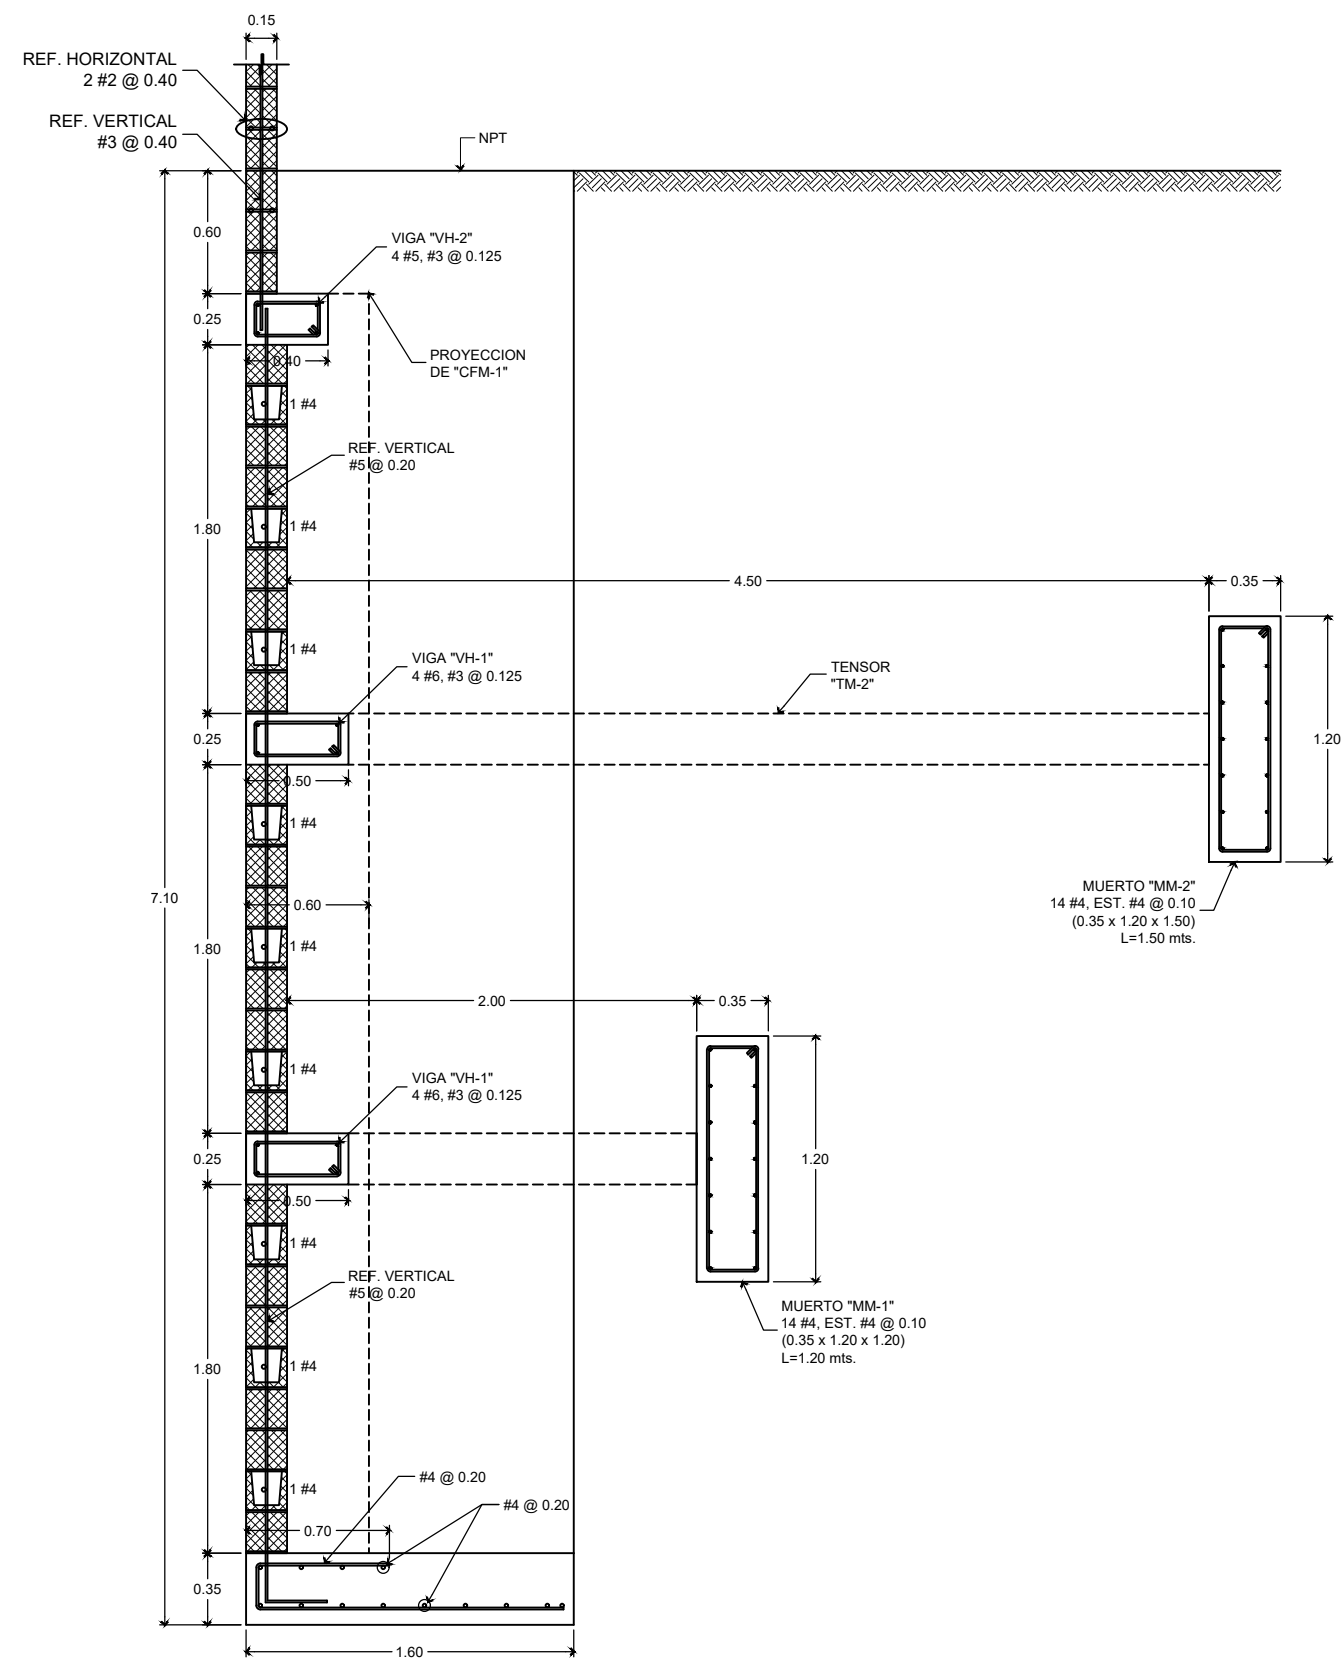 0.15
REF. HORIZONTAL
2 #2 @ 0.40
REF. VERTICAL
#3 @ 0.40
NPT
0.60
VIGA "VH-2"
4 #5, #3 @ 0.125
0.25
0.40
PROYECCION
DE "CFM-1"
1 #4
REF. VERTICAL
#5 @ 0.20
1.80
1 #4
4.50
0.35
1 #4
VIGA "VH-1"
4 #6, #3 @ 0.125
TENSOR
"TM-2"
0.25
1.20
0.50
1 #4
7.10
0.60
MUERTO "MM-2"
14 #4, EST. #4 @ 0.10
(0.35 x 1.20 x 1.50)
L=1.50 mts.
1.80
1 #4
2.00
0.35
1 #4
VIGA "VH-1"
4 #6, #3 @ 0.125
0.25
1.20
0.50
1 #4
REF. VERTICAL
#5 @ 0.20
MUERTO "MM-1"
14 #4, EST. #4 @ 0.10
(0.35 x 1.20 x 1.20)
L=1.20 mts.
1.80
1 #4
#4 @ 0.20
1 #4
#4 @ 0.20
0.70
0.35
1.60